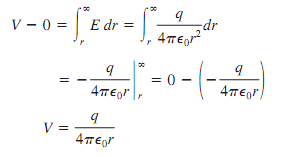 V − 0 = ∫_r^∞ E dr = ∫_r^∞ q/(4πϵ₀r²) dr
= − q/(4πϵ₀r) |_r^∞ = 0 − (− q/(4πϵ₀r))
V = q/(4πϵ₀r)